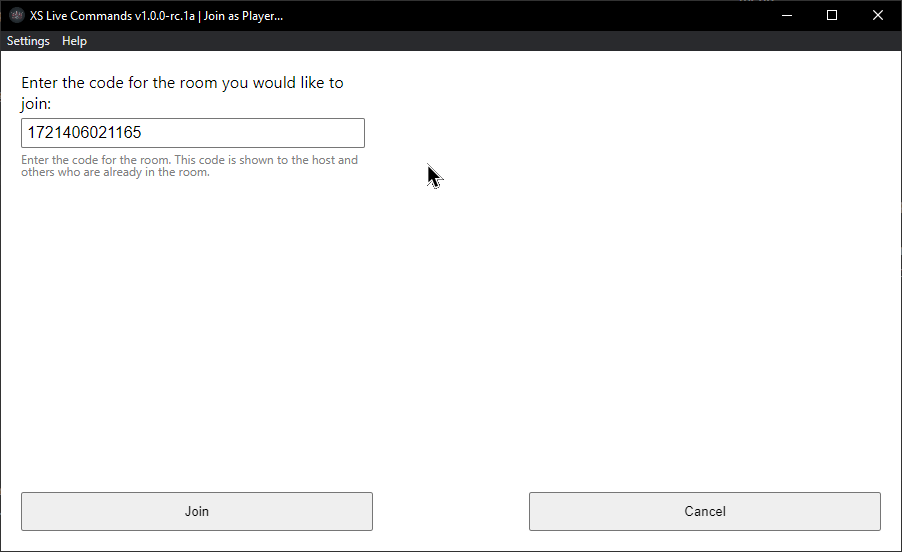 XS Live Commands v1.0.0-rc.1a | Join as Player...
Settings Help
Enter the code for the room you would like to
join:
1721406021165
Enter the code for the room. This code is shown to the host and
others who are already in the room.
Join Cancel